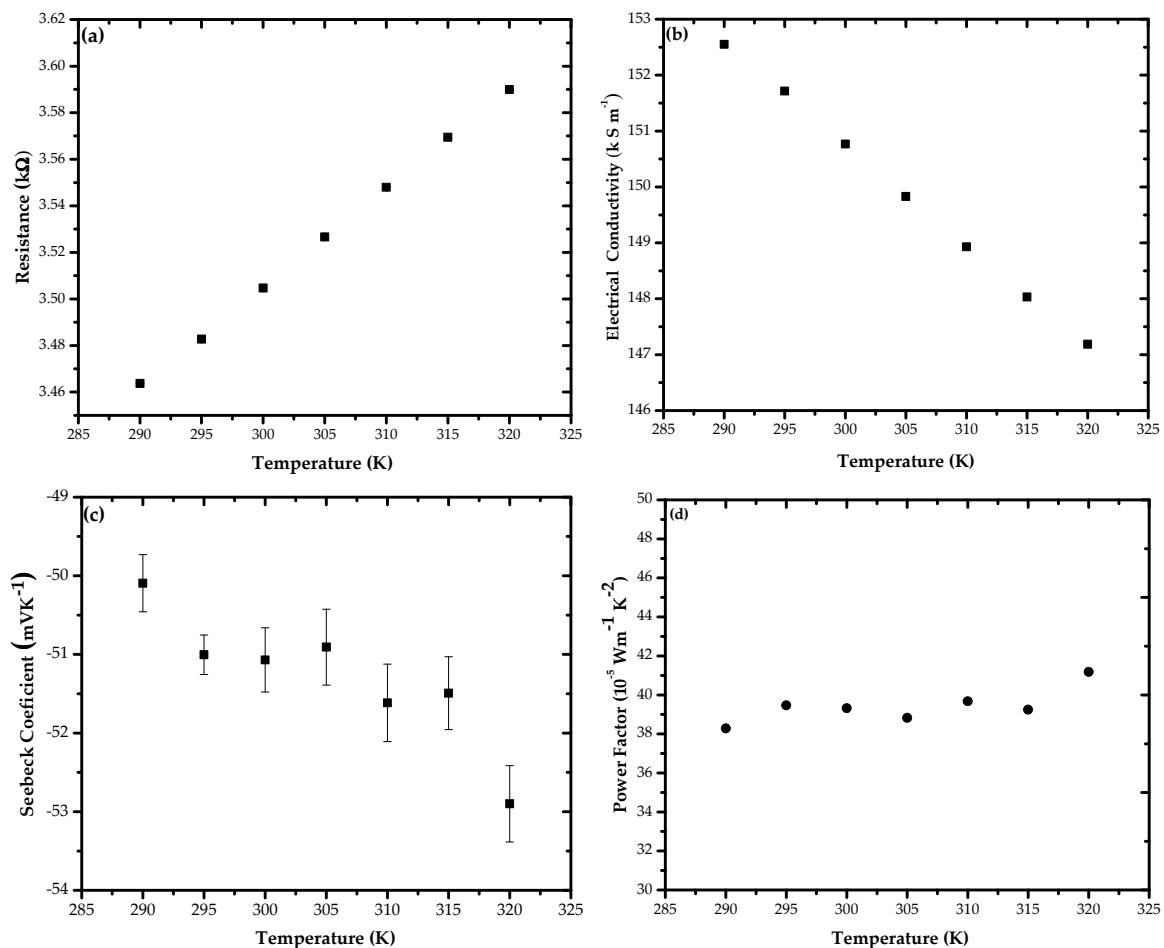 (a)
Resistance (kΩ)
3.62
3.60
3.58
3.56
3.54
3.52
3.50
3.48
3.46
285 290 295 300 305 310 315 320 325
Temperature (K)
(b)
Electrical Conductivity (k S m⁻¹)
153
152
151
150
149
148
147
146
285 290 295 300 305 310 315 320 325
Temperature (K)
(c)
Seebeck Coeficient (mVK⁻¹)
-49
-50
-51
-52
-53
-54
285 290 295 300 305 310 315 320 325
Temperature (K)
(d)
Power Factor (10⁻⁵ Wm⁻¹ K⁻²)
50
48
46
44
42
40
38
36
34
32
30
285 290 295 300 305 310 315 320 325
Temperature (K)